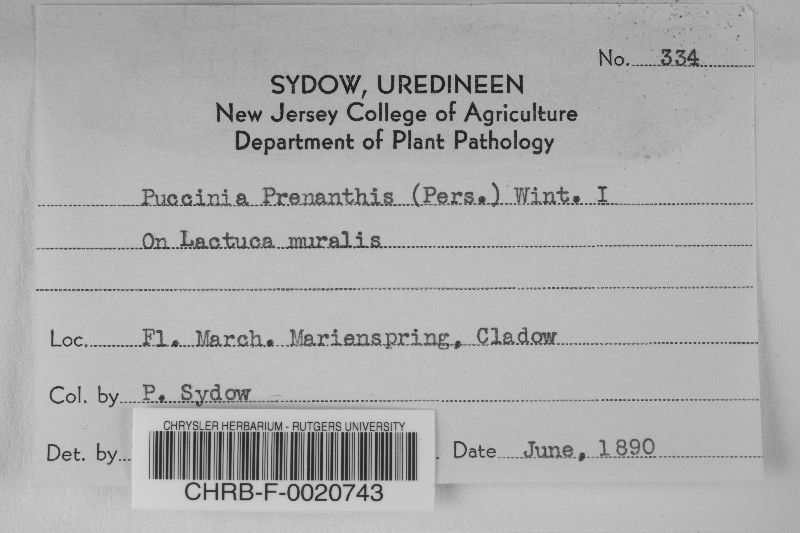 No. 334
SYDOW, UREDINEEN
New Jersey College of Agriculture
Department of Plant Pathology
Puccinia Prenanthis (Pers.) Wint. I
On Lactuca muralis
Loc. Fl. March. Marienspring, Cladow
Col. by P. Sydow
Det. by Date June, 1890
CHRYSLER HERBARIUM - RUTGERS UNIVERSITY
CHRB-F-0020743